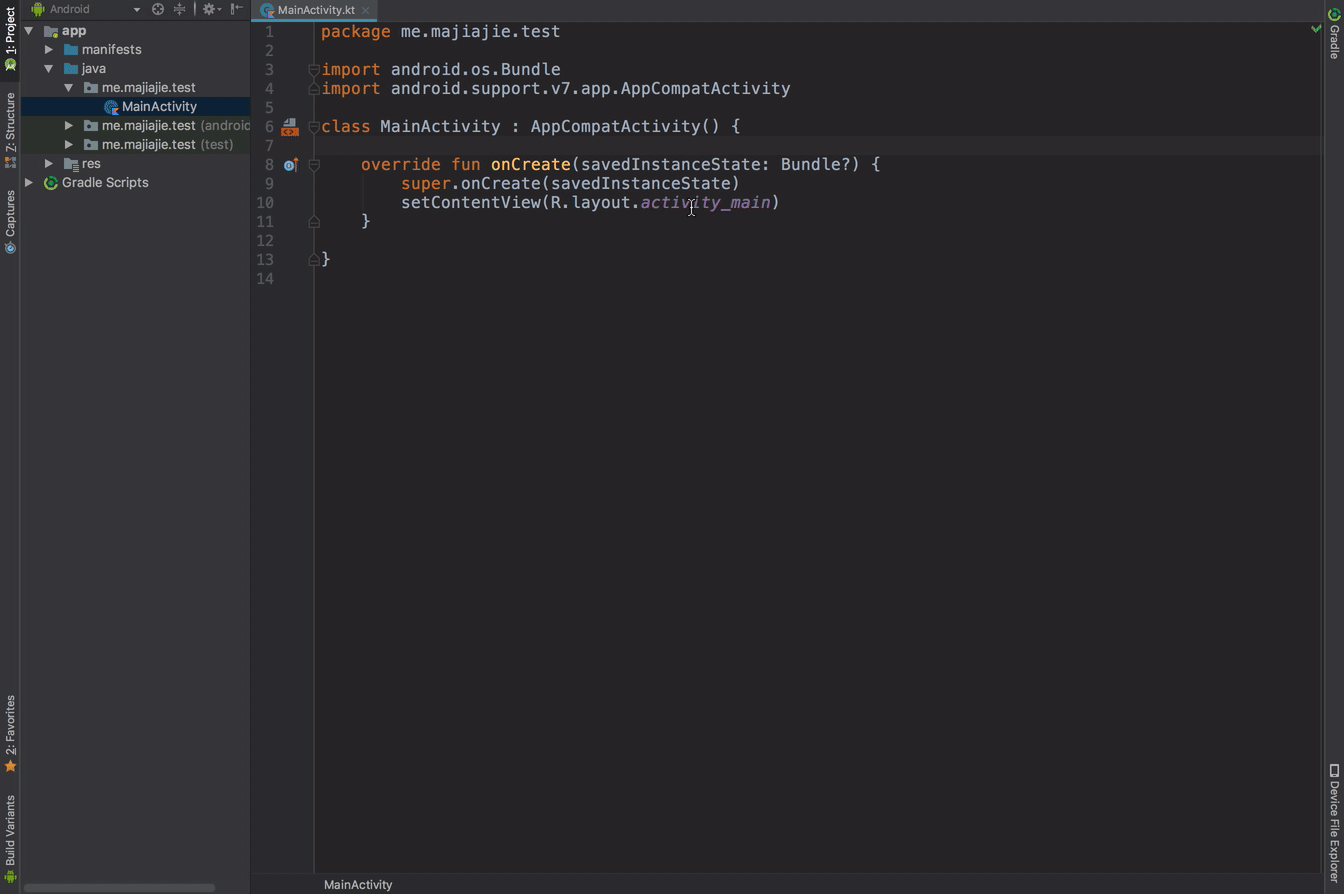 1: Project
Z: Structure
Captures
2: Favorites
Build Variants
Android
app
manifests
java
me.majiajie.test
MainActivity
me.majiajie.test (android
me.majiajie.test (test)
res
Gradle Scripts
MainActivity.kt
1 package me.majiajie.test
2
3 import android.os.Bundle
4 import android.support.v7.app.AppCompatActivity
5
6 class MainActivity : AppCompatActivity() {
7
8     override fun onCreate(savedInstanceState: Bundle?) {
9         super.onCreate(savedInstanceState)
10         setContentView(R.layout.activity_main)
11     }
12
13 }
14
MainActivity
Gradle
Device File Explorer